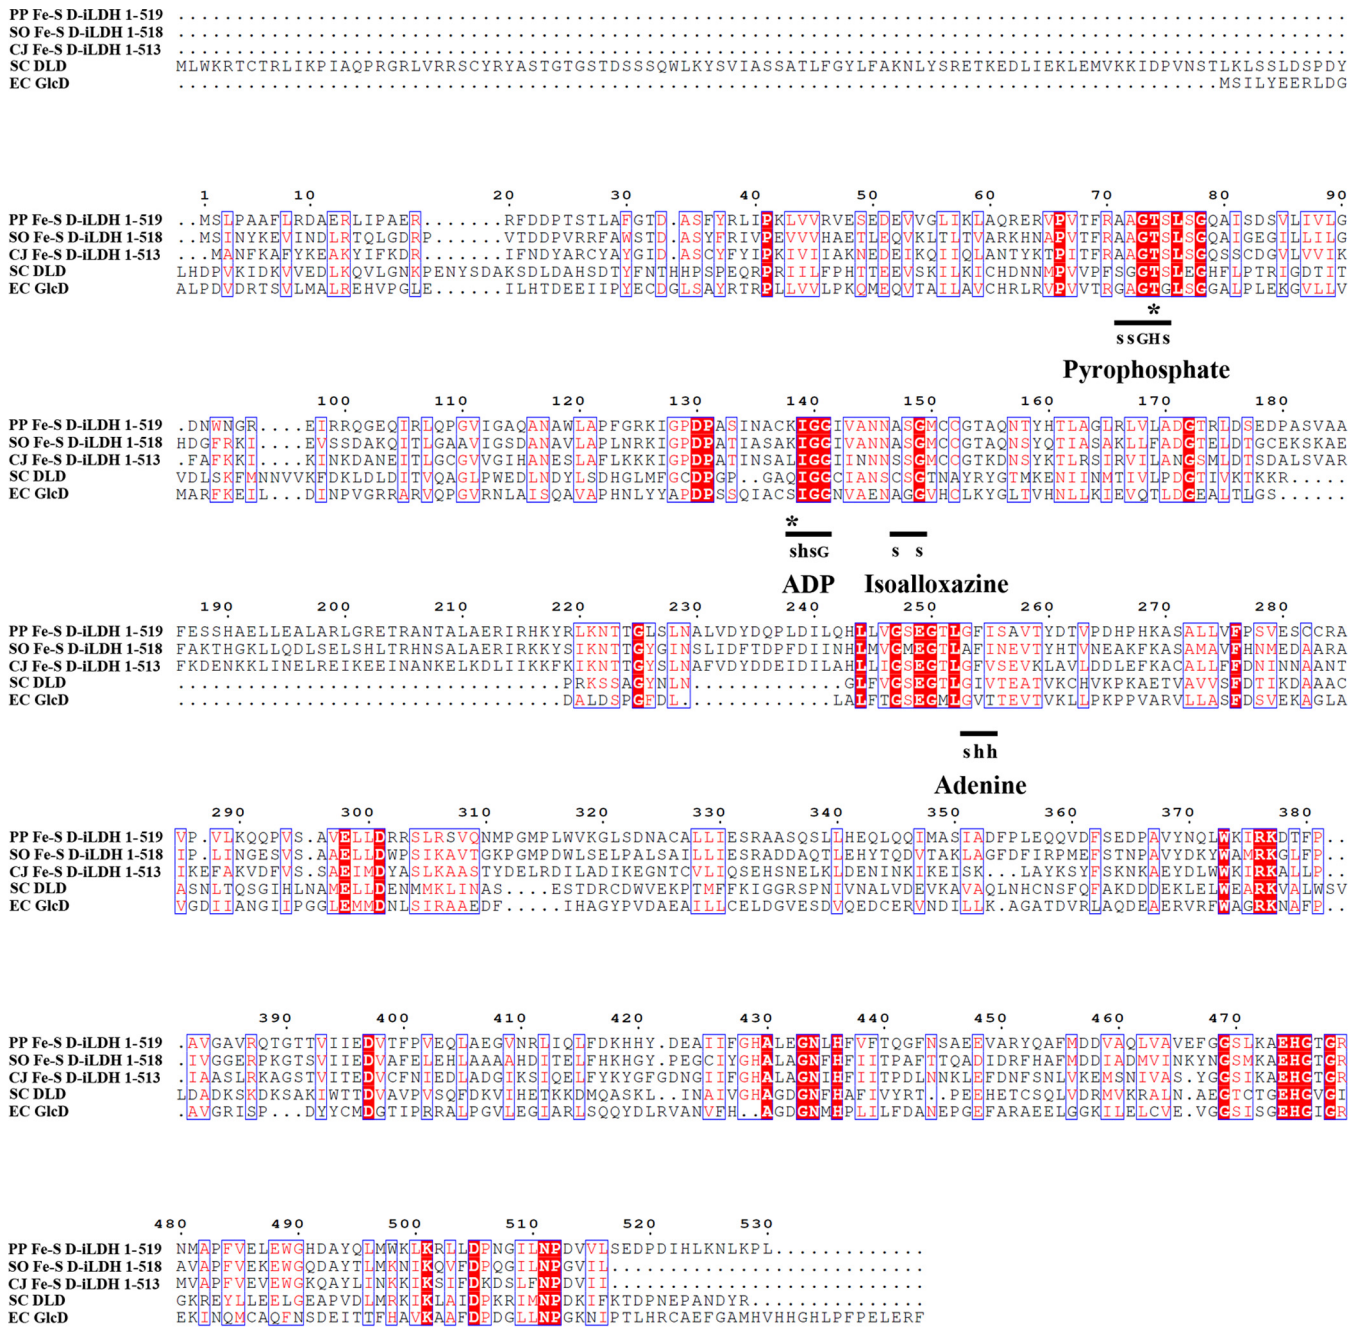 PP Fe-S D-iLDH 1-519
SO Fe-S D-iLDH 1-518
CJ Fe-S D-iLDH 1-513
SC DLD MLWKRTCTRLIKPIAQPRGRLVRRSCYRYASTGTGSTDSSSQWLKYSVIASSATLFGYLFAKNLYSRETKEDLIEKLEMVKKIDPVNSTLKLSSLDSPDY
EC GlcD MSILYEERLDG
1 10 20 30 40 50 60 70 80 90
PP Fe-S D-iLDH 1-519 ..MSLPAAFLRDAERLIPAER.......RFDDPTSTLAFGTD.ASFYRLIPKLVVRVESEDEVVGLIKLAQRERVPVTFRAAGTSLSGQAISDSVLIVLG
SO Fe-S D-iLDH 1-518 ..MSINYKEVINDLRTQLGDRP......VTDDPVRRFAWSTD.ASYFRIVPEVVVHAETLEQVKLTLTVARKHNAPVTFRAAGTSLSGQAIGEGILLILG
CJ Fe-S D-iLDH 1-513 ...MANFKAFYKEAKYIFKDR.......IFNDYARCYAYGID.ASCYFYIPKIVIIAKNEDEIKQIIQLANTYKTPITFRAAGTSLSGQSSCDGVLVVIK
SC DLD LHDPVKIDKVVEDLKQVLGNKPENYSDAKSDLDAHSDTYFNTHHPSPEQRPRIILFPHTTEEVSKILKICHDNNMPVVPFSGGTSLEGHFLPTRIGDTIT
EC GlcD ALPDVDRTSVLMALREHVPGLE......ILHTDEEIIPYECDGLSAYRTRPLLVVLPKQMEQVTAILAVCHRLRVPVVTRGAGTGLSGGALPLEKGVLLV
*
ssGHs
Pyrophosphate
100 110 120 130 140 150 160 170 180
PP Fe-S D-iLDH 1-519 .DNWNGR...EIRRQGEQIRLQPGVIGAQANAWLAPFGRKIGPDPASINACKIGGIVANNASGMCCGTAQNTYHTLAGLRLVLADGTRLDSEDPASVAA
SO Fe-S D-iLDH 1-518 HDGFRKI....EVSSDAKQITLGAAVIGSDANAVLAPLNRKIGPDPATIASAKIGGIVANNASGMCCGTAQNSYQTIASAKLLFADGTELDTGCEKSKAE
CJ Fe-S D-iLDH 1-513 .FAFKKI....KINKDANEITLGCGVVGIHANESLAFLKKKIGPDPATINSALIGGIINNNSSGMCCGTKDNSYKTLRSIRVILANGSMLDTSDALSVAR
SC DLD VDLSKFMNNVVKFDKLDLDITVQAGLPWEDLNDYLSDHGLMFGCDPGP..GAQIGGCIANSCSGTNAYRYGTMKENIINMTIVLPDGTIVKTKKR.....
EC GlcD MARFKEIL..DINPVGRRARVQPGVRNLAISQAVAPHNLYYAPDPSSQIACSIGGNVAENAGGVHCLKYGLTVHNLLKIEVQTLDGEALTLGS......
*
shsG s s
ADP Isoalloxazine
190 200 210 220 230 240 250 260 270 280
PP Fe-S D-iLDH 1-519 FESSHAELLEALARLGRETRANTALAERIRHKYRLKNTTGLSLNALVDYDQPLDILQHLLVGSEGTLGFISAVTYDTVPDHPHKASALLVFPSVESCCRA
SO Fe-S D-iLDH 1-518 FAKTHGKLLQDLSELSHLTRHNSALAERIRKKYSIKNTTGYGINSLIDFTDPFDIINHLMVGMEGTLAFINEVTYHTVNEAKFKASAMAVFHNMEDAARA
CJ Fe-S D-iLDH 1-513 FKDENKKLINELREIKEEINANKELKDLIIKKFKIKNTTGYSLNAFVDYDDEIDILAHLLIGSEGTLGFVSEVKLAVLDDLEFKACALLFFDNINNAANT
SC DLD .................................PRKSSAGYNLN............GLFVGSEGTLGIVTEATVKCHVKPKAETVAVVSFDTIKDAAAC
EC GlcD .................................DALDSPGFDL.............LALFTGSEGMLGVTTEVTVKLLPKPPVARVLLASFDSVEKAGLA
shh
Adenine
290 300 310 320 330 340 350 360 370 380
PP Fe-S D-iLDH 1-519 VP.VLKQQPVS.AVELLDRRSLRSVQNMPGMPLWVKGLSDNACALLIESRAASQSLLHEQLQQIMASIADFPLEQQVDFSEDPAVYNQLWKIRKDTFP..
SO Fe-S D-iLDH 1-518 IP.LINGESVS.AAELLDWPSIKAVTGKPGMPDWLSELPALSAILLIESRADDAQTLEHYTQDVTAKLAGFDFIRPMEFSTNPAVYDKYWAMRKGLFP..
CJ Fe-S D-iLDH 1-513 IKEFKDVFVS.SAEIMDYASLKAASTYDELRDILADIKEGNTCVLIQSEHSNELKLDENINKIKEISK...LAYKSYFSKNKAEYDLWWKIRKALLP..
SC DLD ASNLTQSGIHLNAMELLDENMMKLINAS.....ESTDRCDWVEKPTMFFKIGGRSPNIVNALVDEVKAVAQLNHCNSFQFAKDDDEKLELWEARKVALWSV
EC GlcD VGDIIANGIIPGGLEMMDNLSIRAAEDF.....IHAGYPVDAEAILLCELDGVESDVQEDCERVNDILLK.AGATDVRLAQDEAERVRFWAGRKNAFP..
390 400 410 420 430 440 450 460 470
PP Fe-S D-iLDH 1-519 .AVGAVRQTGTTVIIEDVTFPVEQLAEGVNRLIQLFDKHHY.DEAIIFGHALEGNLHFVFTQGFNSAEEVARYQAFMDDVAQLVAVEFGGSLKAEHGTGR
SO Fe-S D-iLDH 1-518 .IVGGERPKGTSVIIEDVAFELEHLAAAAHDITELFHKHGY.PEGCIYGHALAGNFHFIITPAFTTQADIDRFHAFMDDIADMVINKYNGSMKAEHGTGR
CJ Fe-S D-iLDH 1-513 .IAASLRKAGSTVITEDVCFNIEDLADGIKSIQELFYKYGFGDNGIIFGHALAGNIHFIITPDLNNKLEFDNFSNLVKEMSNIVAS.YGGSIKAEHGTGR
SC DLD LDADKSKDKSAKIWTTDVAVPVSQFDKVIHETKKDMQASKL..INAIVGHAGDGNFHAFIVYRT..PEEHETCSQLVDRMVKRALN.AEGTCTGEHGVGI
EC GlcD .AVGRISP...DYYCMDGTIPRRALPGVLEGIARLSQQYDLRVANVFH..AGDGNMHPLILFDANEPGEFARAEELGGKILELCVE.VGGSISGEHGIGR
480 490 500 510 520 530
PP Fe-S D-iLDH 1-519 NMAPFVELEWGHDAYQLMWKLKRLLDPNGILNPDVVLSEDPDIHLKNLKPL.............
SO Fe-S D-iLDH 1-518 AVAPFVEKEWGQDAYTLMKNIKQVFDPQGILNPGVIL...........................
CJ Fe-S D-iLDH 1-513 MVAPFVEVEWGKQAYLINKKIKSIFDKDSLFNPDVII...........................
SC DLD GKREYLLEELGEAPVDLMRKIKLAIDPKRIMNPDKIFKTDPNEPANDYR...............
EC GlcD EKINQMCAQFNSDEITTFHAVKAAFDPDGLLNPGKNIPTLHRCAEFGAMHVHHGHLPFPELERF